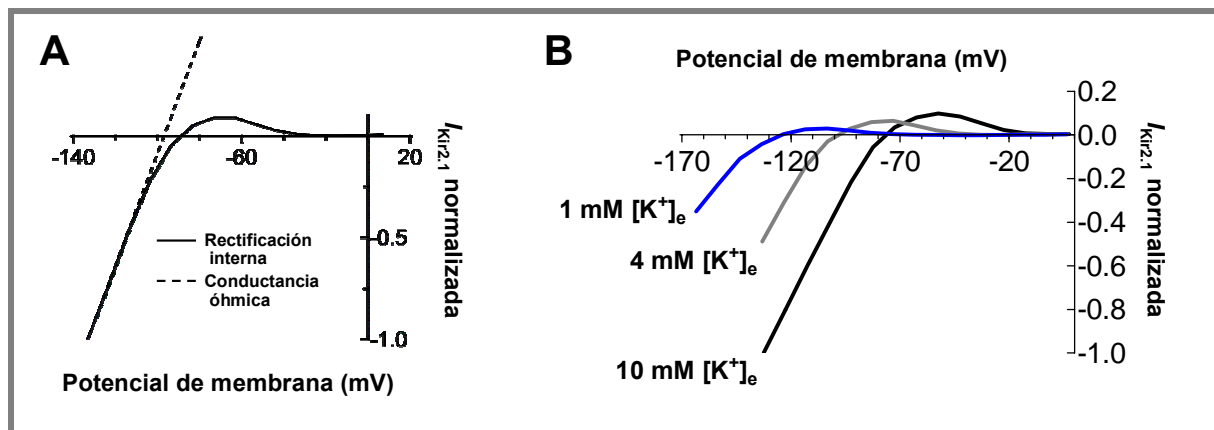 A
-140
-60
20
-0.5
-1.0
I Kir2.1 normalizada
Rectificación
interna
Conductancia
óhmica
Potencial de membrana (mV)
B
Potencial de membrana (mV)
0.2
0.0
-0.2
-0.4
-0.6
-0.8
-1.0
-170
-120
-70
-20
I Kir2.1 normalizada
1 mM [K+]e
4 mM [K+]e
10 mM [K+]e